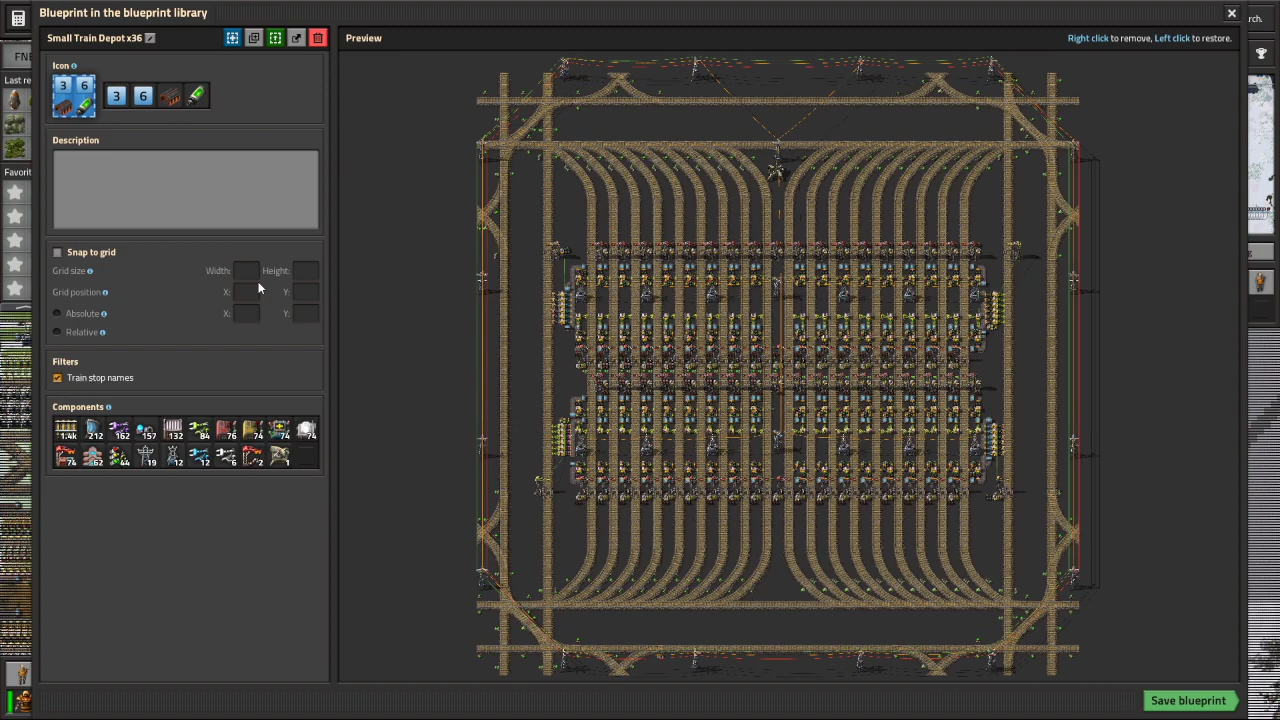 Blueprint in the blueprint library
Small Train Depot x36
Preview
Right click to remove, Left click to restore.
rch.
FNE
Icon
3 6
3 6
Last re
Description
Favorit
Snap to grid
Grid size
Width:
Height:
Grid position
X:
Y:
Absolute
X:
Y:
Relative
Filters
Train stop names
Components
1.4k 212 162 157 132 84 76 74 74 74
74 62 44 19 12 12 6 2 1
Save blueprint